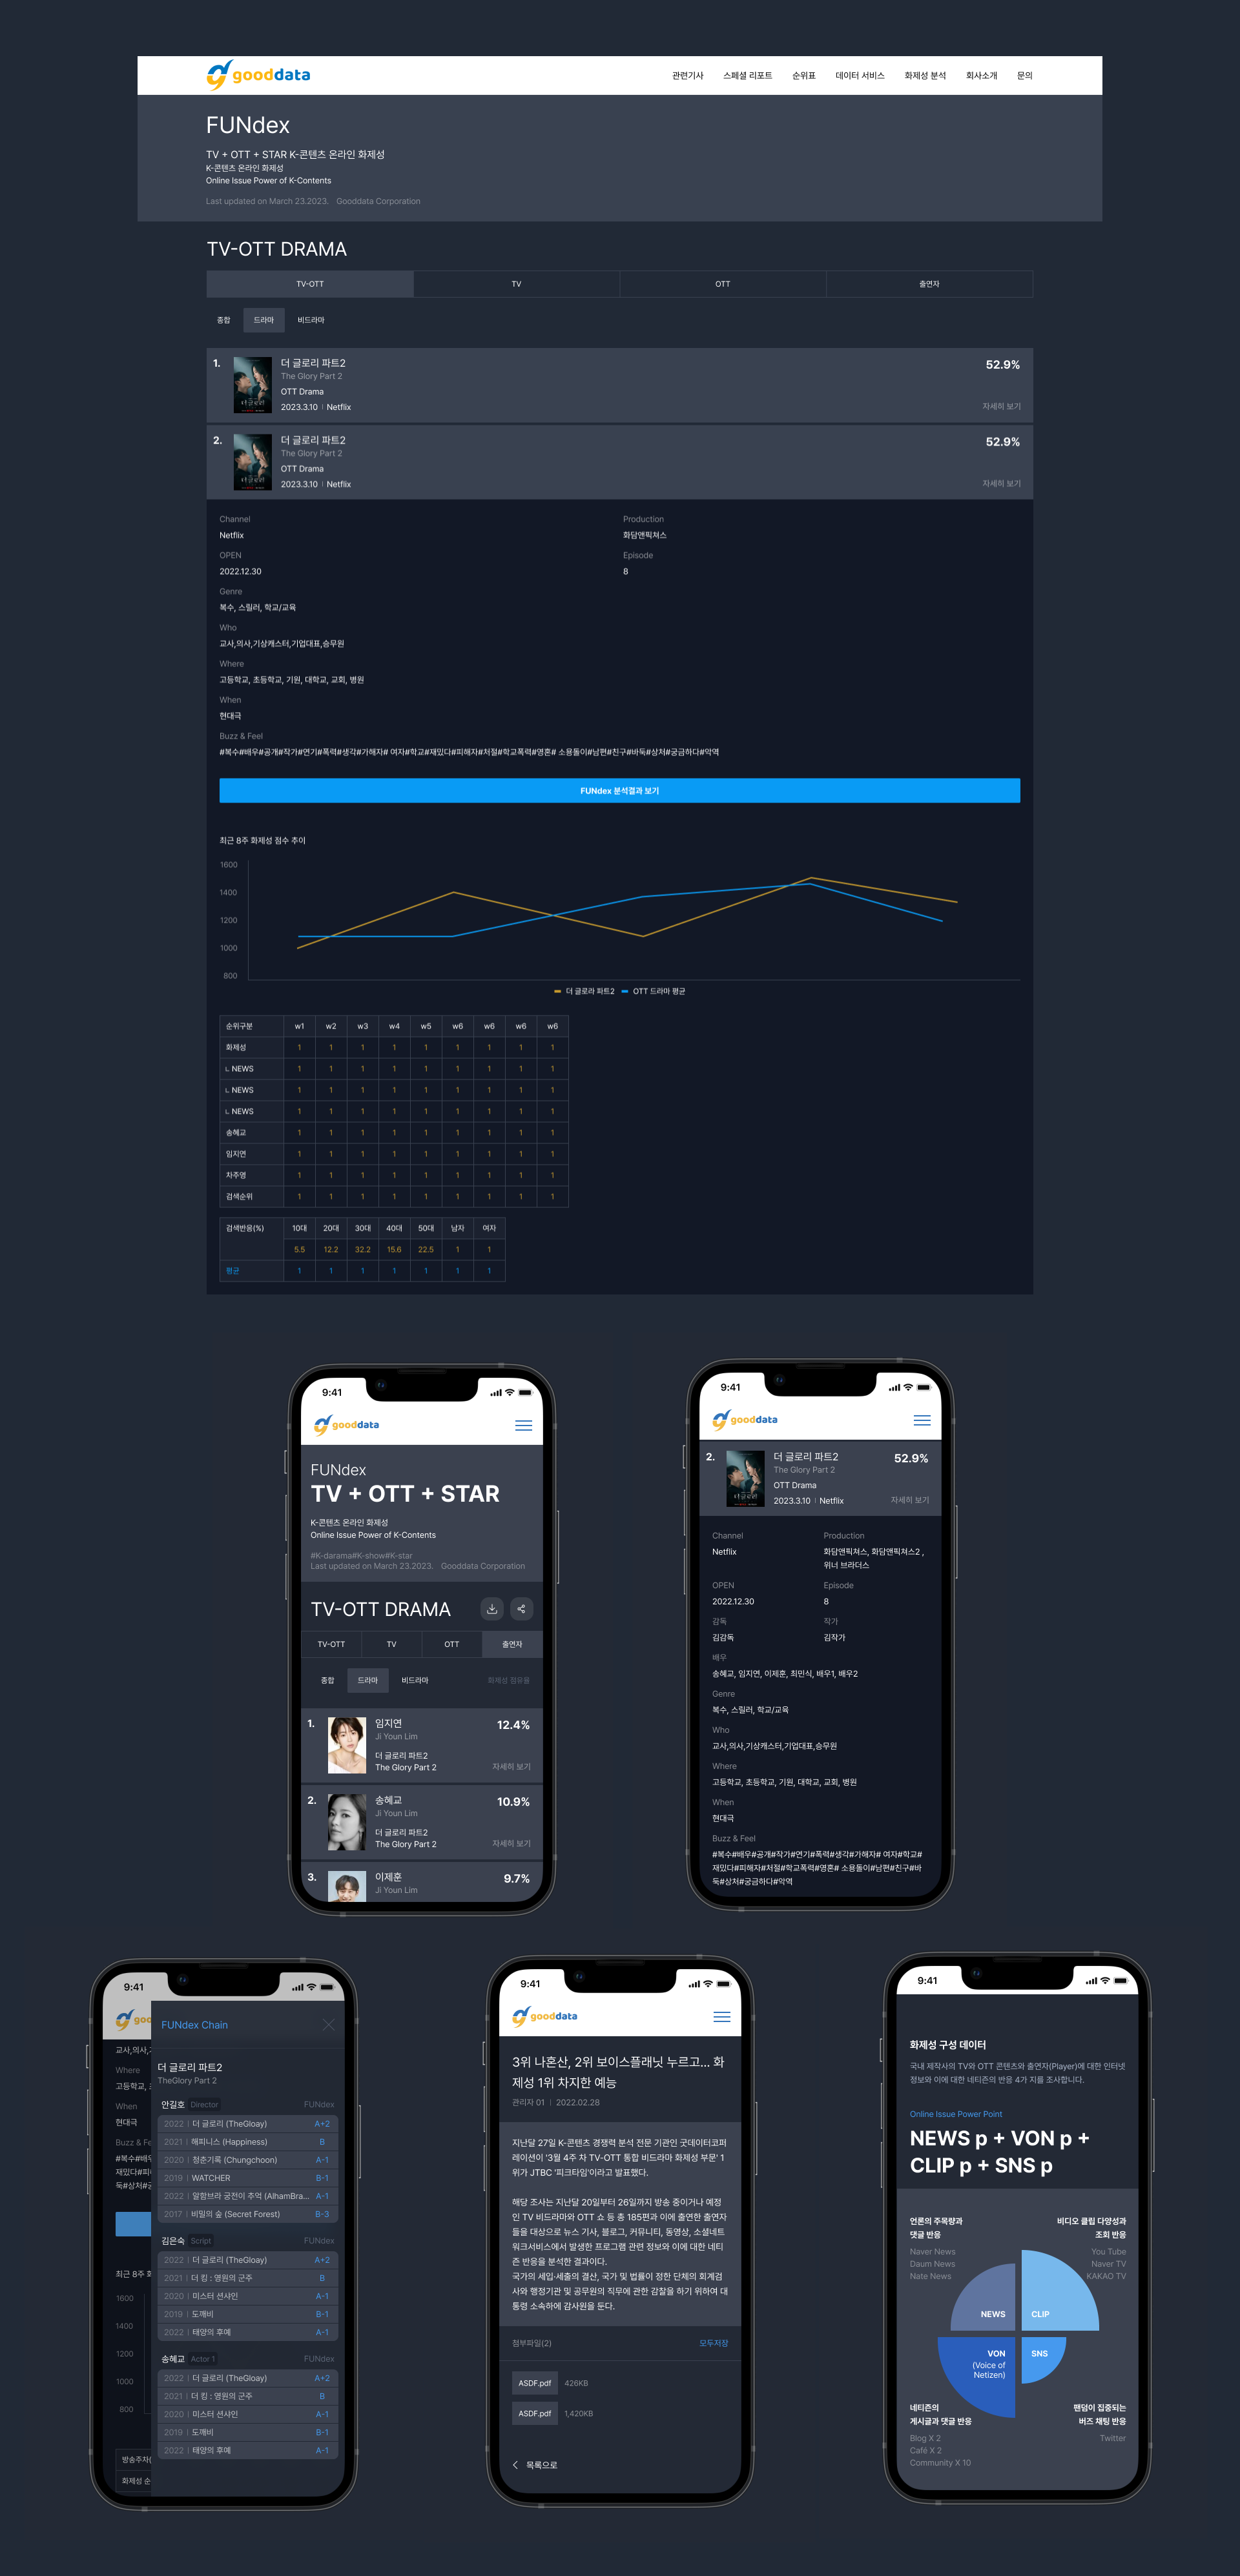 gooddata
관련기사 스페셜 리포트 순위표 데이터 서비스 화제성 분석 회사소개 문의
FUNdex
TV + OTT + STAR K-콘텐츠 온라인 화제성
K-콘텐츠 온라인 화제성
Online Issue Power of K-Contents
Last updated on March 23.2023. Gooddata Corporation
TV-OTT DRAMA
TV-OTT TV OTT 출연자
종합 드라마 비드라마
1. 더 글로리 파트2 52.9%
The Glory Part 2
OTT Drama
2023.3.10 | Netflix 자세히 보기
2. 더 글로리 파트2 52.9%
The Glory Part 2
OTT Drama
2023.3.10 | Netflix 자세히 보기
Channel Production
Netflix 화담앤픽쳐스
OPEN Episode
2022.12.30 8
Genre
복수, 스릴러, 학교/교육
Who
교사,의사,기상캐스터,기업대표,승무원
Where
고등학교, 초등학교, 기원, 대학교, 교회, 병원
When
현대극
Buzz & Feel
#복수#배우#공개#작가#연기#폭력#생각#가해자# 여자#학교#재밌다#피해자#처절#학교폭력#영혼# 소용돌이#남편#친구#바둑#상처#궁금하다#악역
FUNdex 분석결과 보기
최근 8주 화제성 점수 추이
1600
1400
1200
1000
800
더 글로라 파트2 OTT 드라마 평균
순위구분 w1 w2 w3 w4 w5 w6 w6 w6 w6
화제성 1 1 1 1 1 1 1 1 1
ㄴ NEWS 1 1 1 1 1 1 1 1 1
ㄴ NEWS 1 1 1 1 1 1 1 1 1
ㄴ NEWS 1 1 1 1 1 1 1 1 1
송혜교 1 1 1 1 1 1 1 1 1
임지연 1 1 1 1 1 1 1 1 1
차주영 1 1 1 1 1 1 1 1 1
검색순위 1 1 1 1 1 1 1 1 1
검색반응(%) 10대 20대 30대 40대 50대 남자 여자
5.5 12.2 32.2 15.6 22.5 1 1
평균 1 1 1 1 1 1 1
9:41
gooddata
FUNdex
TV + OTT + STAR
K-콘텐츠 온라인 화제성
Online Issue Power of K-Contents
#K-darama#K-show#K-star
Last updated on March 23.2023. Gooddata Corporation
TV-OTT DRAMA
TV-OTT TV OTT 출연자
종합 드라마 비드라마 화제성 점유율
1. 임지연 12.4%
Ji Youn Lim
더 글로리 파트2
The Glory Part 2 자세히 보기
2. 송혜교 10.9%
Ji Youn Lim
더 글로리 파트2
The Glory Part 2 자세히 보기
3. 이제훈 9.7%
Ji Youn Lim
9:41
gooddata
2. 더 글로리 파트2 52.9%
The Glory Part 2
OTT Drama
2023.3.10 | Netflix 자세히 보기
Channel Production
Netflix 화담앤픽쳐스, 화담앤픽쳐스2 ,
위너 브라더스
OPEN Episode
2022.12.30 8
감독 작가
김감독 김작가
배우
송혜교, 임지연, 이제훈, 최민식, 배우1, 배우2
Genre
복수, 스릴러, 학교/교육
Who
교사,의사,기상캐스터,기업대표,승무원
Where
고등학교, 초등학교, 기원, 대학교, 교회, 병원
When
현대극
Buzz & Feel
#복수#배우#공개#작가#연기#폭력#생각#가해자# 여자#학교#
재밌다#피해자#처절#학교폭력#영혼# 소용돌이#남편#친구#바
둑#상처#궁금하다#악역
9:41
교사,의사,
Where
고등학교,
When
현대극
Buzz & Fe
#복수#배
재밌다#피
둑#상처#
최근 8주
1600
1400
1200
1000
800
방송주차(
화제성 순
FUNdex Chain
더 글로리 파트2
TheGlory Part 2
안길호 Director FUNdex
2022 | 더 글로리 (TheGloay) A+2
2021 | 해피니스 (Happiness) B
2020 | 청춘기록 (Chungchoon) A-1
2019 | WATCHER B-1
2022 | 알함브라 궁전이 추억 (AlhamBra... A-1
2017 | 비밀의 숲 (Secret Forest) B-3
김은숙 Script FUNdex
2022 | 더 글로리 (TheGloay) A+2
2021 | 더 킹 : 영원의 군주 B
2020 | 미스터 션샤인 A-1
2019 | 도깨비 B-1
2022 | 태양의 후예 A-1
송혜교 Actor 1 FUNdex
2022 | 더 글로리 (TheGloay) A+2
2021 | 더 킹 : 영원의 군주 B
2020 | 미스터 션샤인 A-1
2019 | 도깨비 B-1
2022 | 태양의 후예 A-1
9:41
gooddata
3위 나혼산, 2위 보이스플래닛 누르고... 화
제성 1위 차지한 예능
관리자 01 | 2022.02.28
지난달 27일 K-콘텐츠 경쟁력 분석 전문 기관인 굿데이터코퍼
레이션이 '3월 4주 차 TV-OTT 통합 비드라마 화제성 부문' 1
위가 JTBC '피크타임'이라고 발표했다.
해당 조사는 지난달 20일부터 26일까지 방송 중이거나 예정
인 TV 비드라마와 OTT 쇼 등 총 185편과 이에 출연한 출연자
들을 대상으로 뉴스 기사, 블로그, 커뮤니티, 동영상, 소셜네트
워크서비스에서 발생한 프로그램 관련 정보와 이에 대한 네티
즌 반응을 분석한 결과이다.
국가의 세입·세출의 결산, 국가 및 법률이 정한 단체의 회계검
사와 행정기관 및 공무원의 직무에 관한 감찰을 하기 위하여 대
통령 소속하에 감사원을 둔다.
첨부파일(2) 모두저장
ASDF.pdf 426KB
ASDF.pdf 1,420KB
목록으로
9:41
화제성 구성 데이터
국내 제작사의 TV와 OTT 콘텐츠와 출연자(Player)에 대한 인터넷
정보와 이에 대한 네티즌의 반응 4가 지를 조사합니다.
Online Issue Power Point
NEWS p + VON p +
CLIP p + SNS p
언론의 주목량과 비디오 클립 다양성과
댓글 반응 조회 반응
Naver News You Tube
Daum News Naver TV
Nate News KAKAO TV
NEWS CLIP
VON SNS
(Voice of
Netizen)
네티즌의 팬덤이 집중되는
게시글과 댓글 반응 버즈 채팅 반응
Blog X 2 Twitter
Café X 2
Community X 10